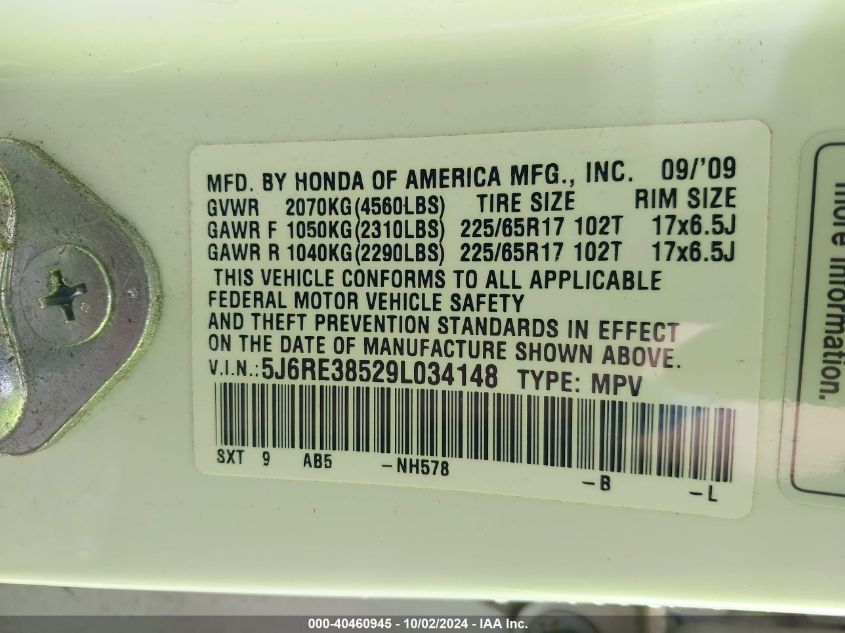 MFD. BY HONDA OF AMERICA MFG., INC. 09/'09
GVWR 2070KG(4560LBS) TIRE SIZE RIM SIZE
GAWR F 1050KG(2310LBS) 225/65R17 102T 17x6.5J
GAWR R 1040KG(2290LBS) 225/65R17 102T 17x6.5J
THIS VEHICLE CONFORMS TO ALL APPLICABLE
FEDERAL MOTOR VEHICLE SAFETY
AND THEFT PREVENTION STANDARDS IN EFFECT
ON THE DATE OF MANUFACTURE SHOWN ABOVE.
V.I.N.:5J6RE38529L034148 TYPE: MPV
SXT 9 AB5 -NH578 -B -L
more information.
000-40460945 - 10/02/2024 - IAA Inc.